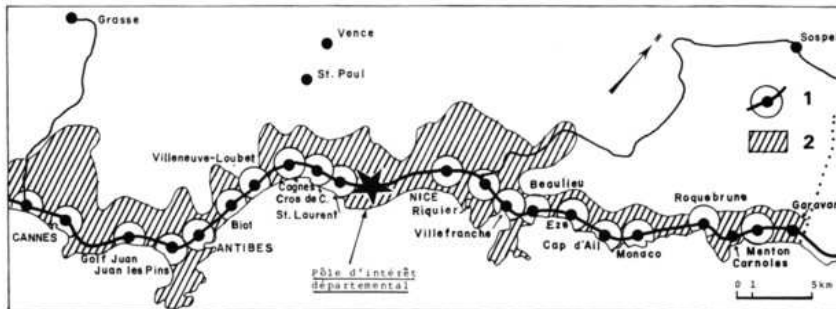 Grasse
Vence
St. Paul
Sospel
1
2
Villeneuve-Loubet
Cagnes
Cros de C.
St. Laurent
NICE
Riquier
Beaulieu
Villefranche
Eze
Cap d'Ail
Monaco
Roquebrune
Garavan
Menton
Carnoles
CANNES
Golf Juan
Juan les Pins
ANTIBES
Biot
Pôle d'intérêt
départemental
0 1 5km